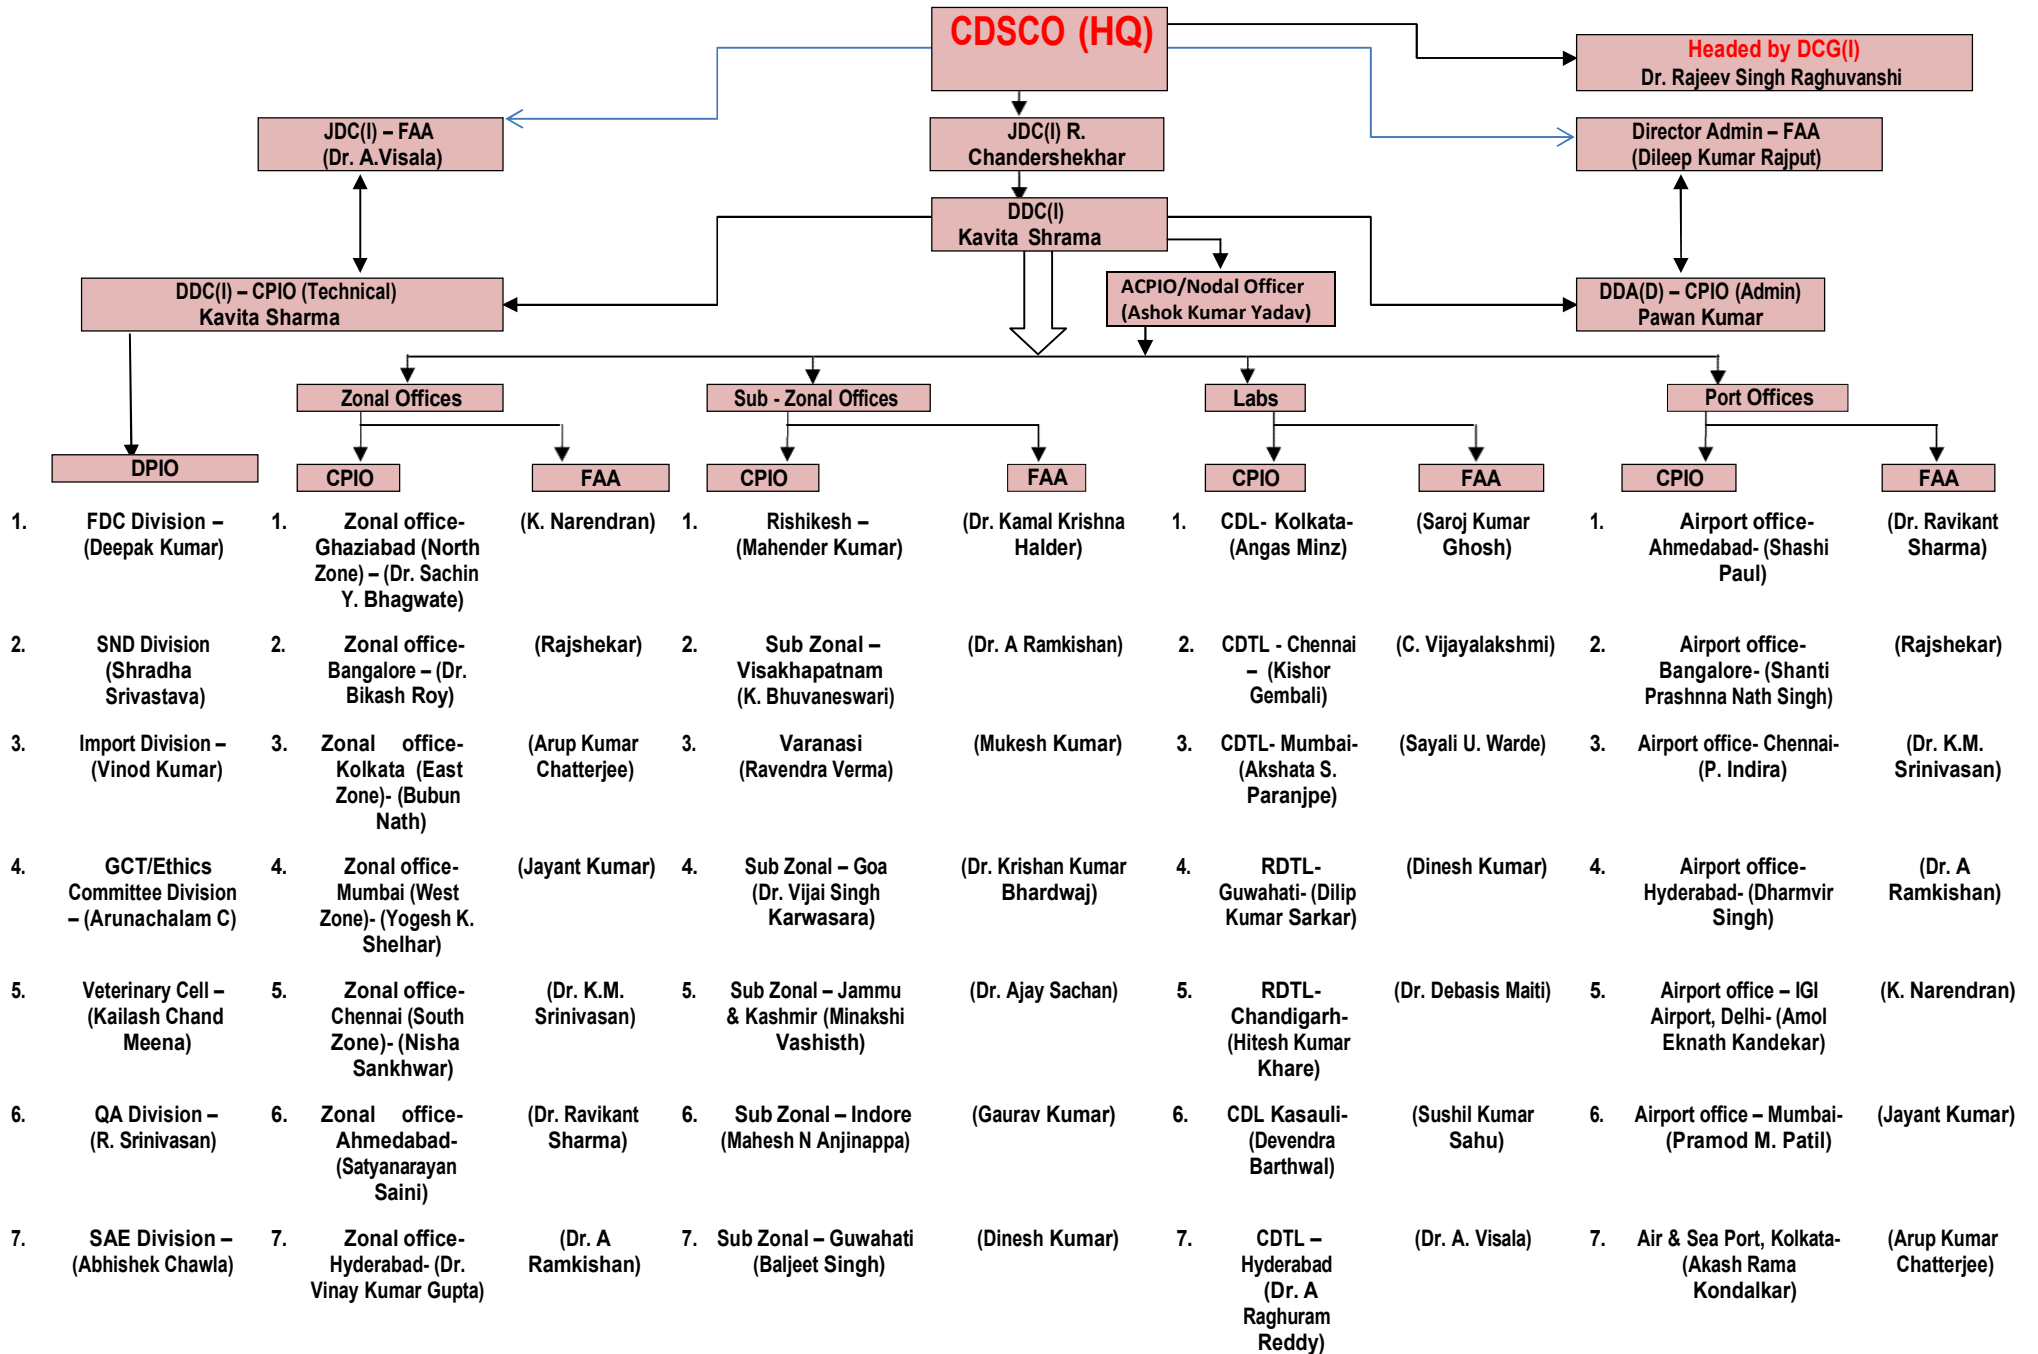 CDSCO (HQ)
Headed by DCG(I)
Dr. Rajeev Singh Raghuvanshi
JDC(I) – FAA
(Dr. A.Visala)
JDC(I) R.
Chandershekhar
Director Admin – FAA
(Dileep Kumar Rajput)
DDC(I)
Kavita Shrama
DDC(I) – CPIO (Technical)
Kavita Sharma
ACPIO/Nodal Officer
(Ashok Kumar Yadav)
DDA(D) – CPIO (Admin)
Pawan Kumar
Zonal Offices
Sub - Zonal Offices
Labs
Port Offices
DPIO
CPIO
FAA
CPIO
FAA
CPIO
FAA
CPIO
FAA
1. FDC Division –
(Deepak Kumar)
1. Zonal office-
Ghaziabad (North
Zone) – (Dr. Sachin
Y. Bhagwate)
(K. Narendran)
1. Rishikesh –
(Mahender Kumar)
(Dr. Kamal Krishna
Halder)
1. CDL- Kolkata-
(Angas Minz)
(Saroj Kumar
Ghosh)
1. Airport office-
Ahmedabad- (Shashi
Paul)
(Dr. Ravikant
Sharma)
2. SND Division
(Shradha
Srivastava)
2. Zonal office-
Bangalore – (Dr.
Bikash Roy)
(Rajshekar)
2. Sub Zonal –
Visakhapatnam
(K. Bhuvaneswari)
(Dr. A Ramkishan)
2. CDTL - Chennai
– (Kishor
Gembali)
(C. Vijayalakshmi)
2. Airport office-
Bangalore- (Shanti
Prashnna Nath Singh)
(Rajshekar)
3. Import Division –
(Vinod Kumar)
3. Zonal office-
Kolkata (East
Zone)- (Bubun
Nath)
(Arup Kumar
Chatterjee)
3. Varanasi
(Ravendra Verma)
(Mukesh Kumar)
3. CDTL- Mumbai-
(Akshata S.
Paranjpe)
(Sayali U. Warde)
3. Airport office- Chennai-
(P. Indira)
(Dr. K.M.
Srinivasan)
4. GCT/Ethics
Committee Division
– (Arunachalam C)
4. Zonal office-
Mumbai (West
Zone)- (Yogesh K.
Shelhar)
(Jayant Kumar)
4. Sub Zonal – Goa
(Dr. Vijai Singh
Karwasara)
(Dr. Krishan Kumar
Bhardwaj)
4. RDTL-
Guwahati- (Dilip
Kumar Sarkar)
(Dinesh Kumar)
4. Airport office-
Hyderabad- (Dharmvir
Singh)
(Dr. A
Ramkishan)
5. Veterinary Cell –
(Kailash Chand
Meena)
5. Zonal office-
Chennai (South
Zone)- (Nisha
Sankhwar)
(Dr. K.M.
Srinivasan)
5. Sub Zonal – Jammu
& Kashmir (Minakshi
Vashisth)
(Dr. Ajay Sachan)
5. RDTL-
Chandigarh-
(Hitesh Kumar
Khare)
(Dr. Debasis Maiti)
5. Airport office – IGI
Airport, Delhi- (Amol
Eknath Kandekar)
(K. Narendran)
6. QA Division –
(R. Srinivasan)
6. Zonal office-
Ahmedabad-
(Satyanarayan
Saini)
(Dr. Ravikant
Sharma)
6. Sub Zonal – Indore
(Mahesh N Anjinappa)
(Gaurav Kumar)
6. CDL Kasauli-
(Devendra
Barthwal)
(Sushil Kumar
Sahu)
6. Airport office – Mumbai-
(Pramod M. Patil)
(Jayant Kumar)
7. SAE Division –
(Abhishek Chawla)
7. Zonal office-
Hyderabad- (Dr.
Vinay Kumar Gupta)
(Dr. A
Ramkishan)
7. Sub Zonal – Guwahati
(Baljeet Singh)
(Dinesh Kumar)
7. CDTL –
Hyderabad
(Dr. A
Raghuram
Reddy)
(Dr. A. Visala)
7. Air & Sea Port, Kolkata-
(Akash Rama
Kondalkar)
(Arup Kumar
Chatterjee)